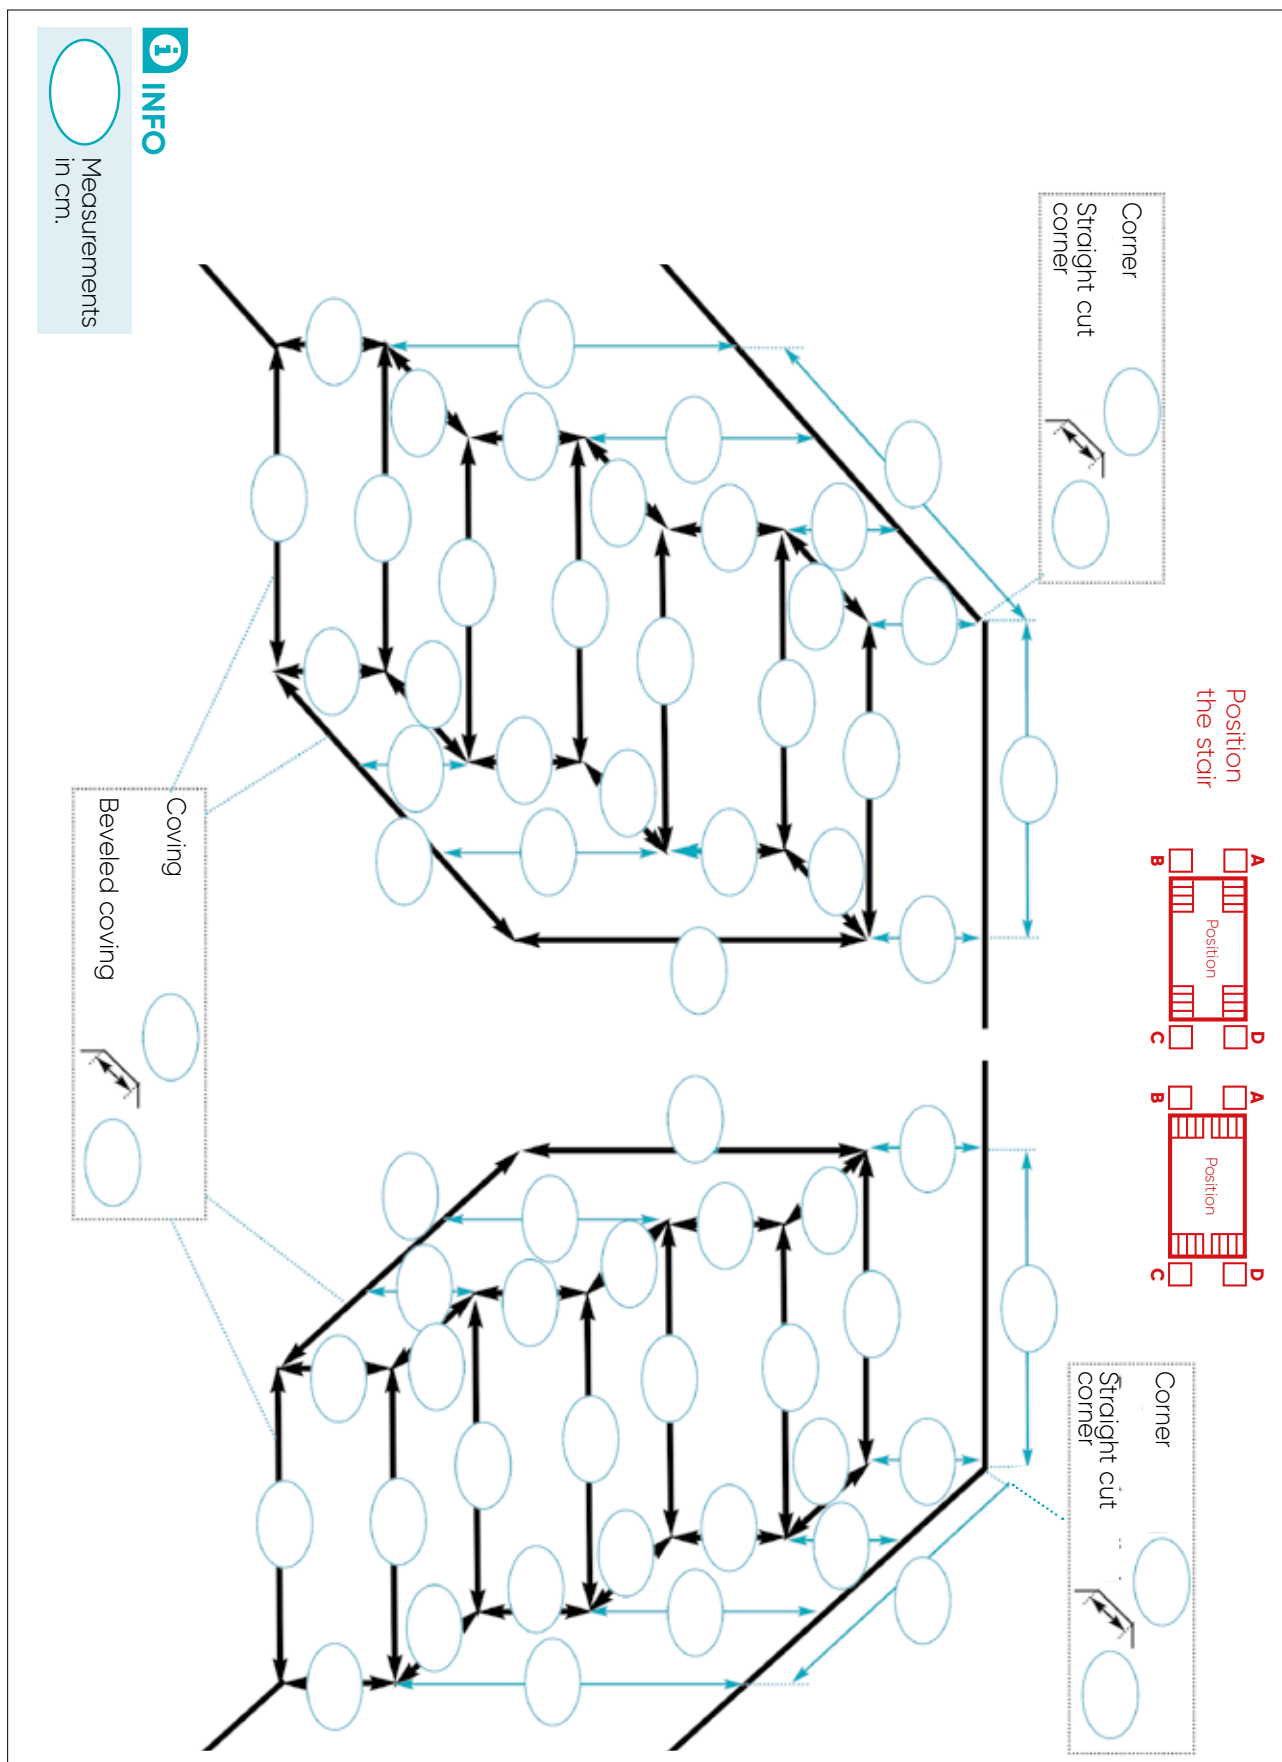 INFO
Measurements
in cm.
Corner
Straight cut
corner
Position
the stair
A
B
Position
D
C
A
B
Position
D
C
Corner
Straight cut
corner
Coving
Beveled coving